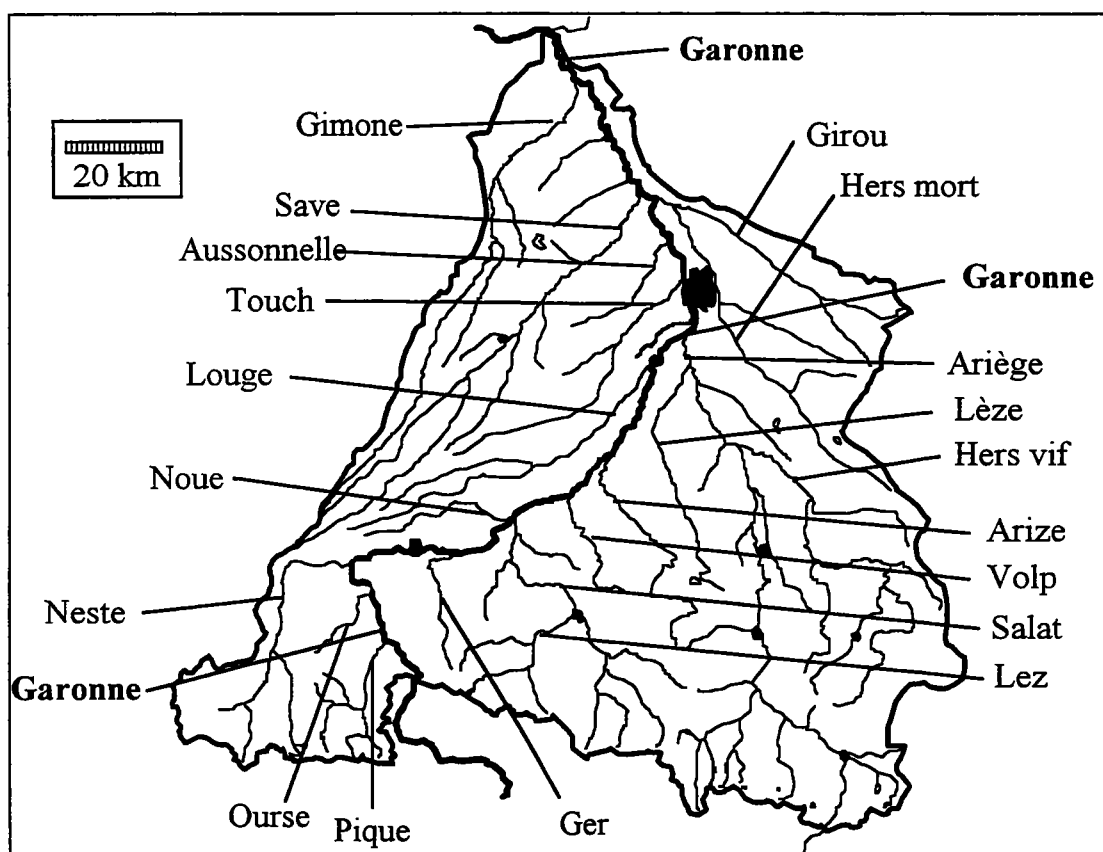 Garonne
Gimone
Girou
20 km
Hers mort
Save
Aussonnelle
Garonne
Touch
Ariège
Louge
Lèze
Hers vif
Noue
Arize
Volp
Neste
Salat
Lez
Garonne
Ourse
Pique
Ger